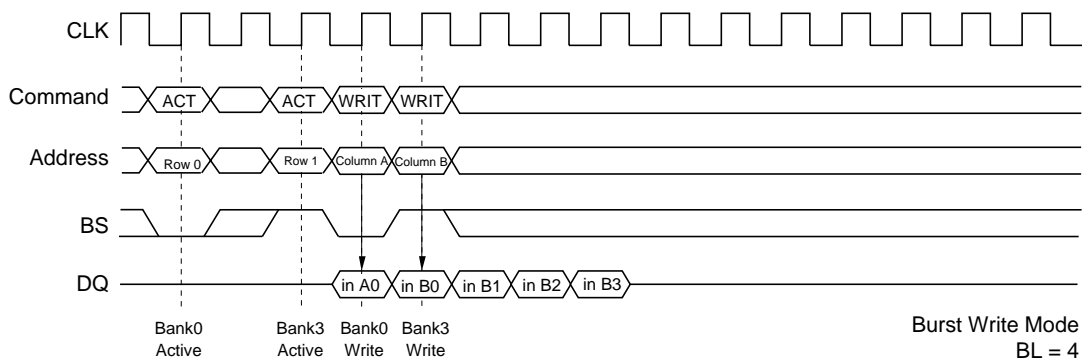 CLK
Command ACT ACT WRIT WRIT
Address Row 0 Row 1 Column A Column B
BS
DQ in A0 in B0 in B1 in B2 in B3
Bank0 Bank3 Bank0 Bank3
Active Active Write Write
Burst Write Mode
BL = 4